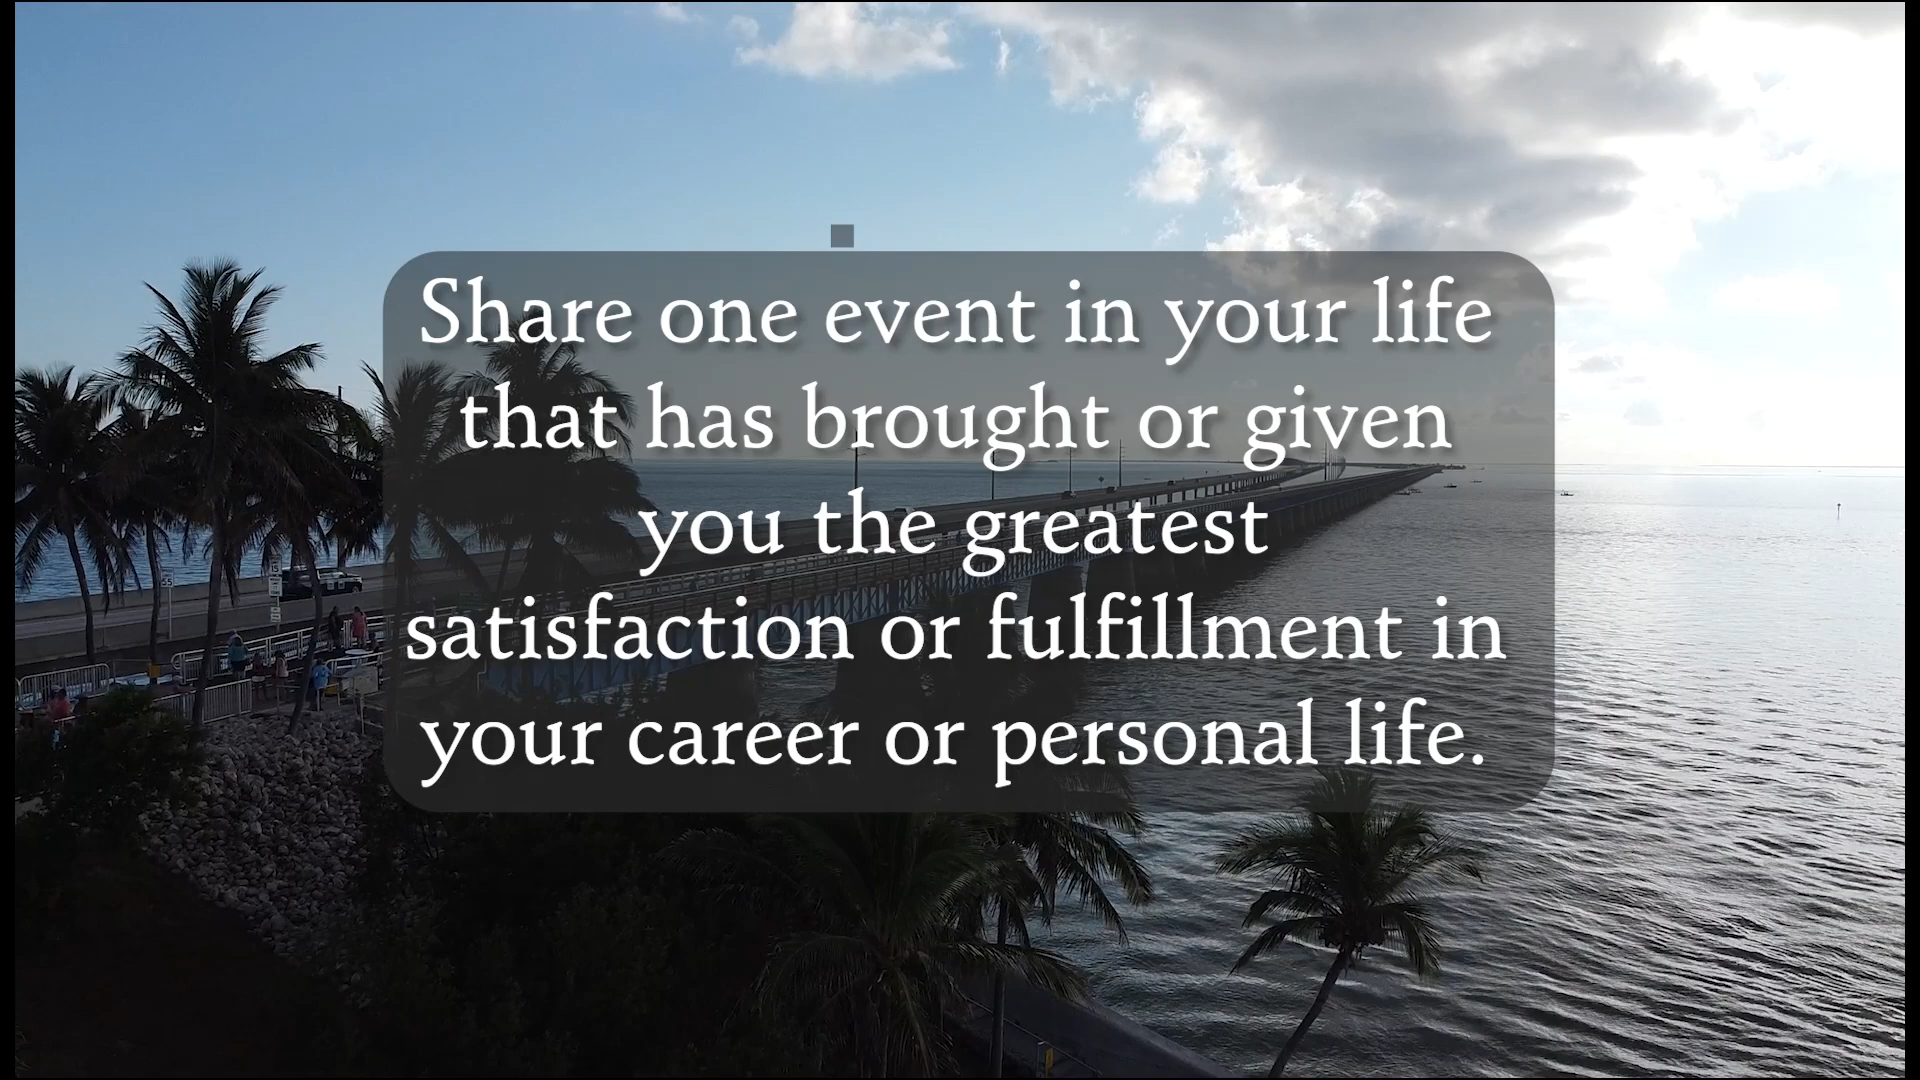 Share one event in your life
that has brought or given
you the greatest
satisfaction or fulfillment in
your career or personal life.